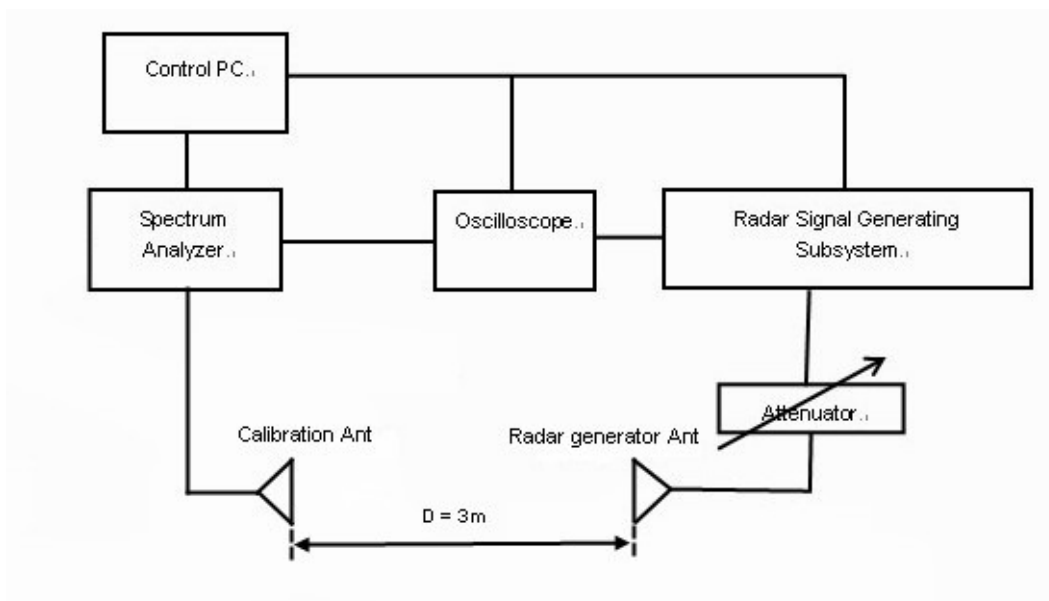 Control PC.
Spectrum
Analyzer.
Oscilloscope.
Radar Signal Generating
Subsystem.
Attenuator.
Calibration Ant
Radar generator Ant
D = 3m